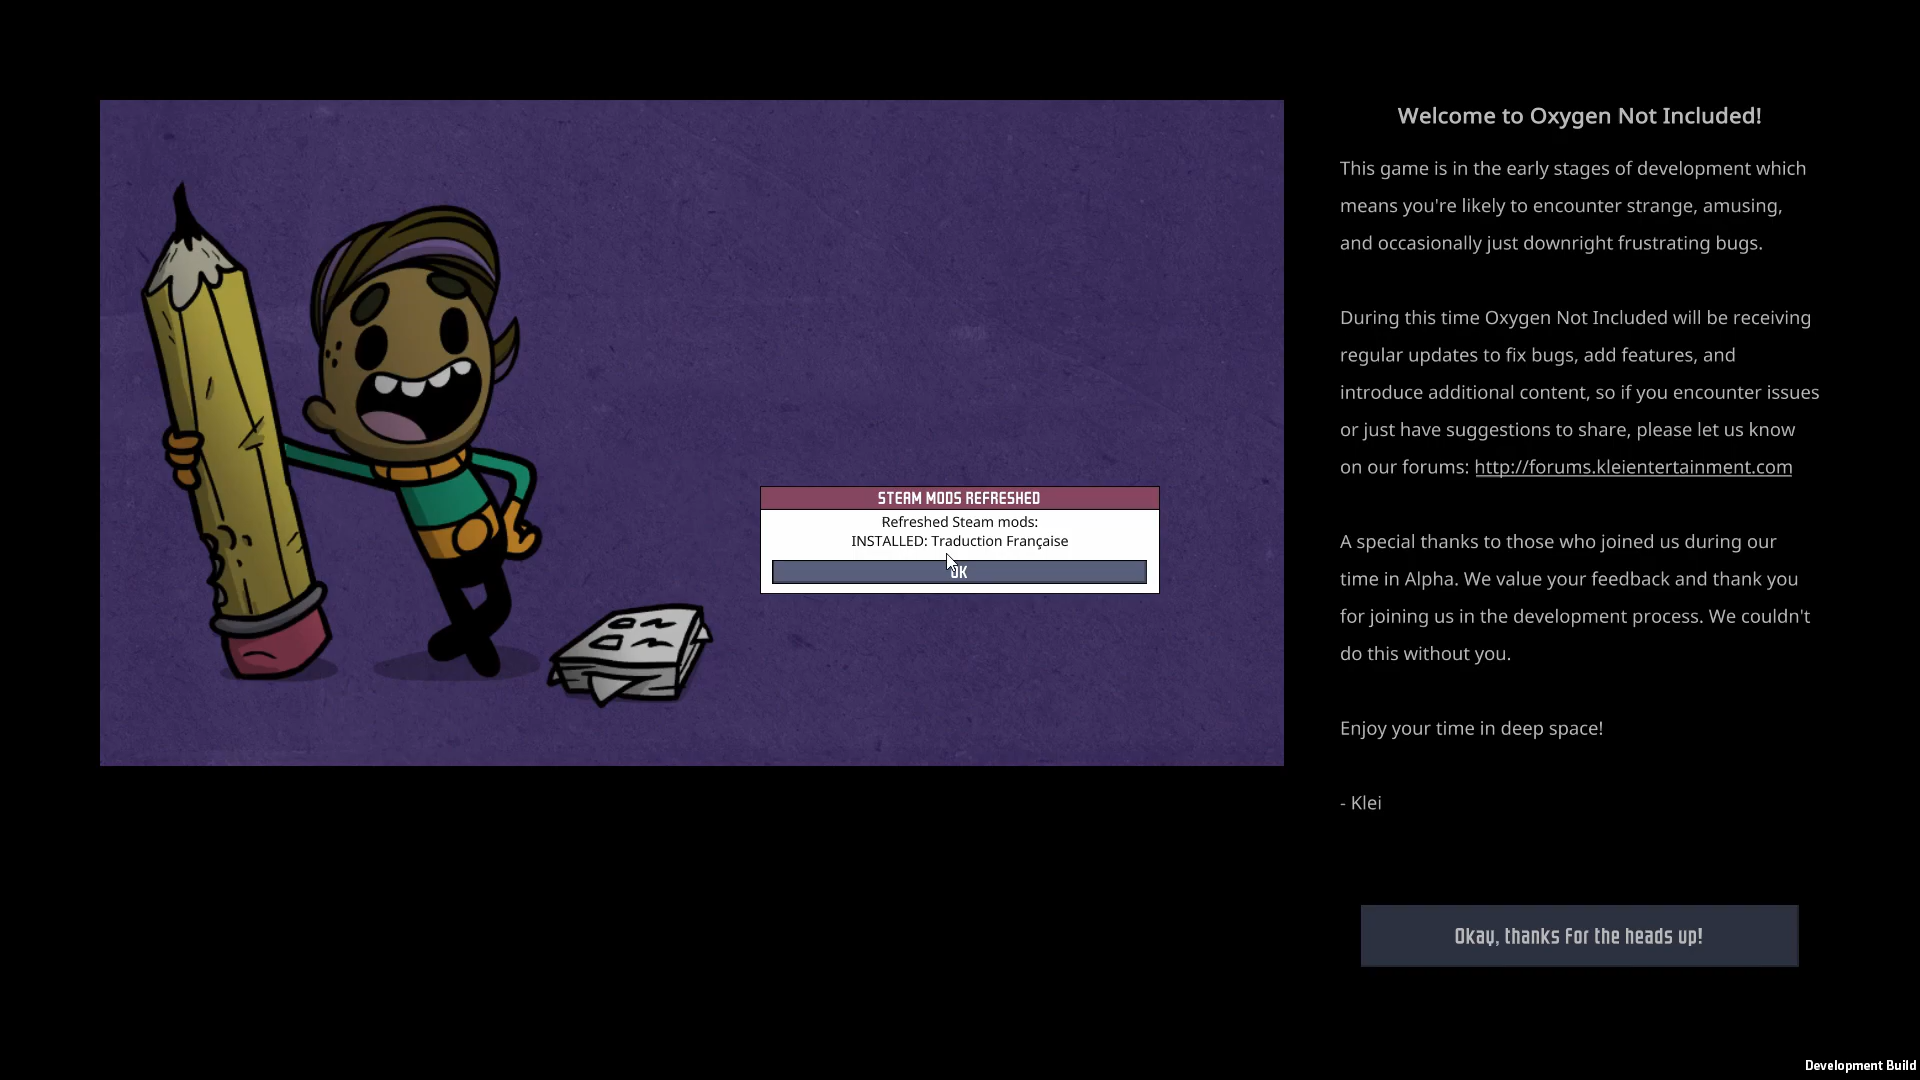 Welcome to Oxygen Not Included!
This game is in the early stages of development which
means you're likely to encounter strange, amusing,
and occasionally just downright frustrating bugs.
During this time Oxygen Not Included will be receiving
regular updates to fix bugs, add features, and
introduce additional content, so if you encounter issues
or just have suggestions to share, please let us know
on our forums: http://forums.kleientertainment.com
A special thanks to those who joined us during our
time in Alpha. We value your feedback and thank you
for joining us in the development process. We couldn't
do this without you.
Enjoy your time in deep space!
- Klei
STEAM MODS REFRESHED
Refreshed Steam mods:
INSTALLED: Traduction Française
OK
Okay, thanks for the heads up!
Development Build